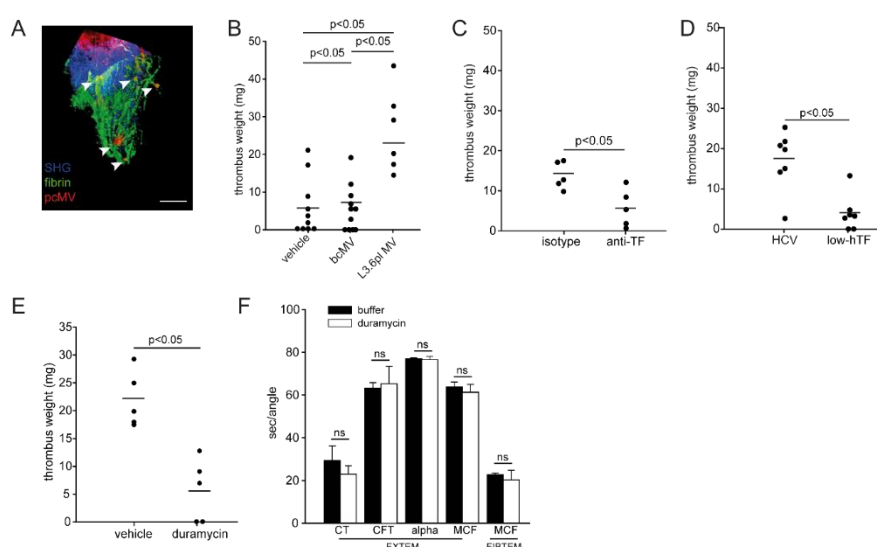 A
SHG
fibrin
pcMV
B
p<0.05
p<0.05
p<0.05
thrombus weight (mg)
50
40
30
20
10
0
vehicle
bcMV
L3.6pl MV
C
thrombus weight (mg)
50
40
30
20
10
0
p<0.05
isotype
anti-TF
D
thrombus weight (mg)
50
40
30
20
10
0
p<0.05
HCV
low-hTF
E
thrombus weight (mg)
35
30
25
20
15
10
5
0
p<0.05
vehicle
duramycin
F
buffer
duramycin
sec/angle
100
80
60
40
20
0
ns
ns
ns
ns
ns
CT
CFT
alpha
MCF
MCF
EXTEM
FIBTEM